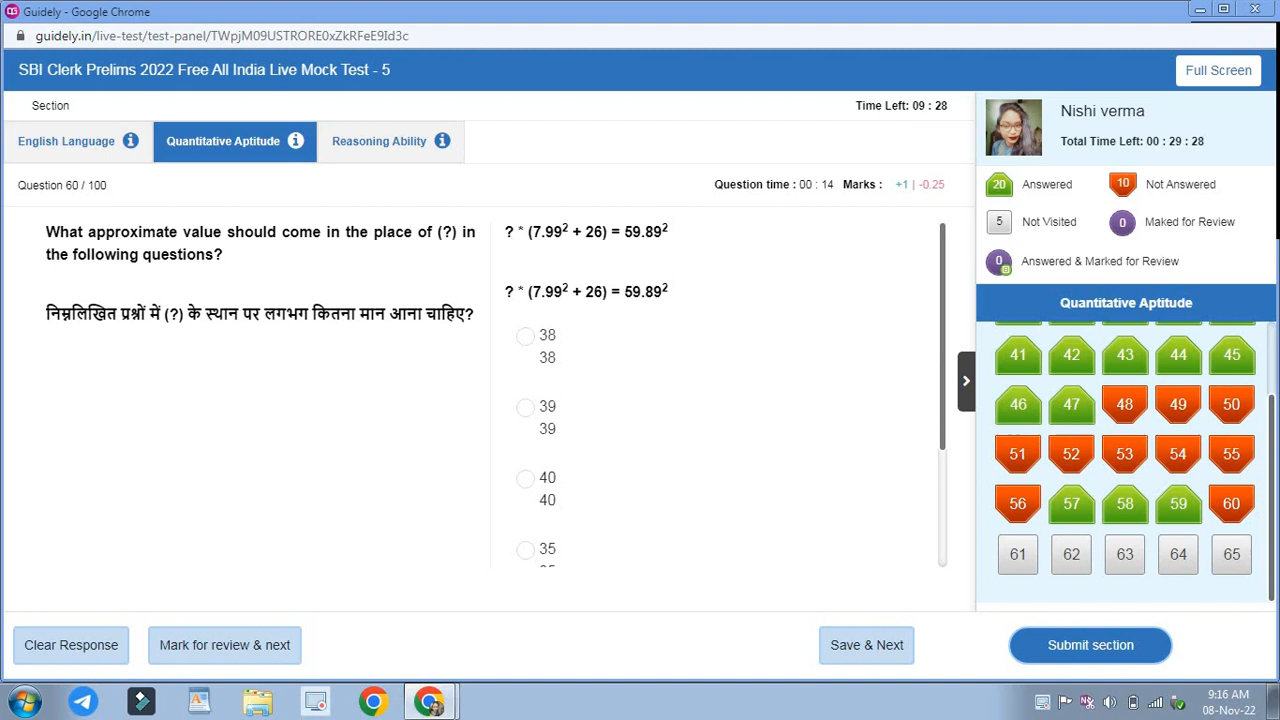 Guidely - Google Chrome
guidely.in/live-test/test-panel/TWpjM09USTRORE0xZkRFeE9Id3c
SBI Clerk Prelims 2022 Free All India Live Mock Test - 5
Full Screen
Section
Time Left: 09 : 28
English Language
Quantitative Aptitude
Reasoning Ability
Nishi verma
Total Time Left: 00 : 29 : 28
Question 60 / 100
Question time : 00 : 14 Marks : +1 | -0.25
20 Answered
10 Not Answered
5 Not Visited
0 Maked for Review
0 Answered & Marked for Review
What approximate value should come in the place of (?) in
the following questions?
निम्नलिखित प्रश्नों में (?) के स्थान पर लगभग कितना मान आना चाहिए?
? * (7.99² + 26) = 59.89²
? * (7.99² + 26) = 59.89²
38
38
39
39
40
40
35
Quantitative Aptitude
41 42 43 44 45
46 47 48 49 50
51 52 53 54 55
56 57 58 59 60
61 62 63 64 65
Clear Response
Mark for review & next
Save & Next
Submit section
9:16 AM
08-Nov-22